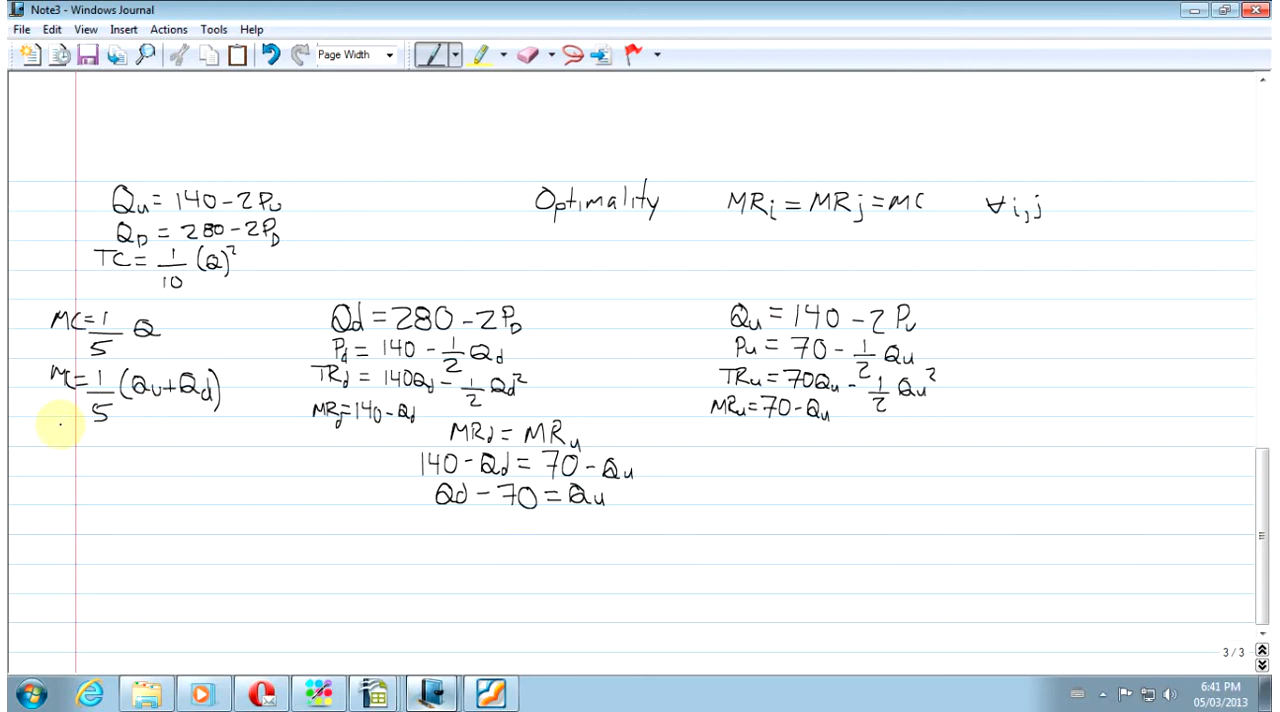 Note3 - Windows Journal
File Edit View Insert Actions Tools Help
Page Width
Qu = 140 - 2Pu
QD = 280 - 2PD
TC = 1/10 (Q)²
Optimality MRi = MRj = MC ∀i,j
MC = 1/5 Q
MC = 1/5 (Qu + Qd)
Qd = 280 - 2PD
Pd = 140 - 1/2 Qd
TRd = 140Qd - 1/2 Qd²
MRd = 140 - Qd
Qu = 140 - 2Pu
Pu = 70 - 1/2 Qu
TRu = 70Qu - 1/2 Qu²
MRu = 70 - Qu
MRd = MRu
140 - Qd = 70 - Qu
Qd - 70 = Qu
3 / 3
6:41 PM
05/03/2013